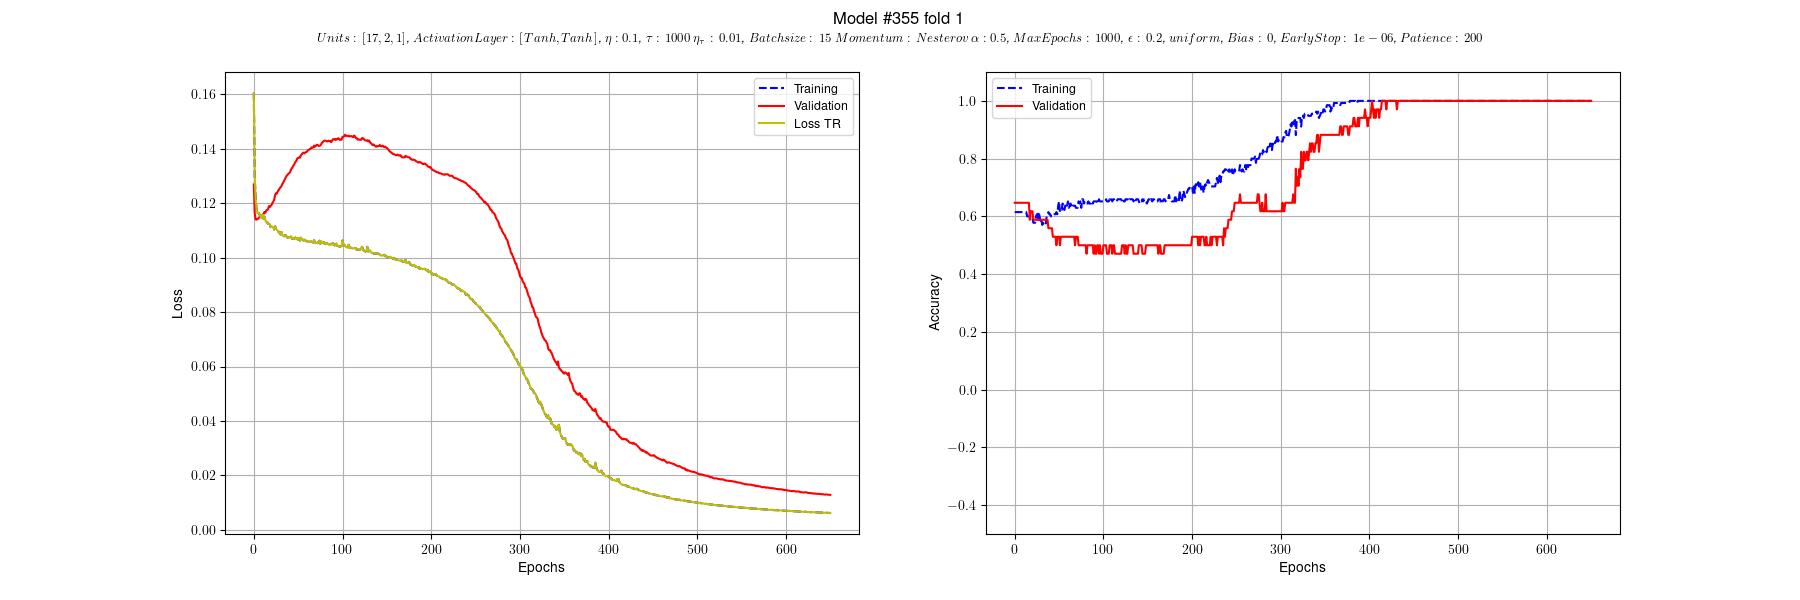 Model #355 fold 1
Units : [17, 2, 1], ActivationLayer : [Tanh, Tanh], η : 0.1, τ : 1000 ητ : 0.01, Batchsize : 15 Momentum : Nesterov α : 0.5, MaxEpochs : 1000, ϵ : 0.2, uniform, Bias : 0, EarlyStop : 1e − 06, Patience : 200
Training
Validation
Loss TR
0.16
0.14
0.12
0.10
0.08
0.06
0.04
0.02
0.00
Loss
0 100 200 300 400 500 600
Epochs
Training
Validation
1.0
0.8
0.6
0.4
0.2
0.0
−0.2
−0.4
Accuracy
0 100 200 300 400 500 600
Epochs